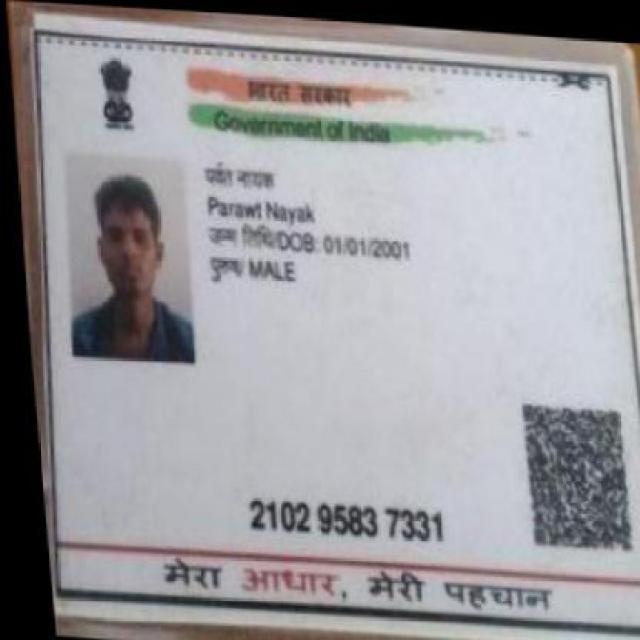 भारत सरकार
Government of India
पर्वत नायक
Parawt Nayak
जन्म तिथि/DOB: 01/01/2001
पुरुष/ MALE
2102 9583 7331
मेरा आधार, मेरी पहचान